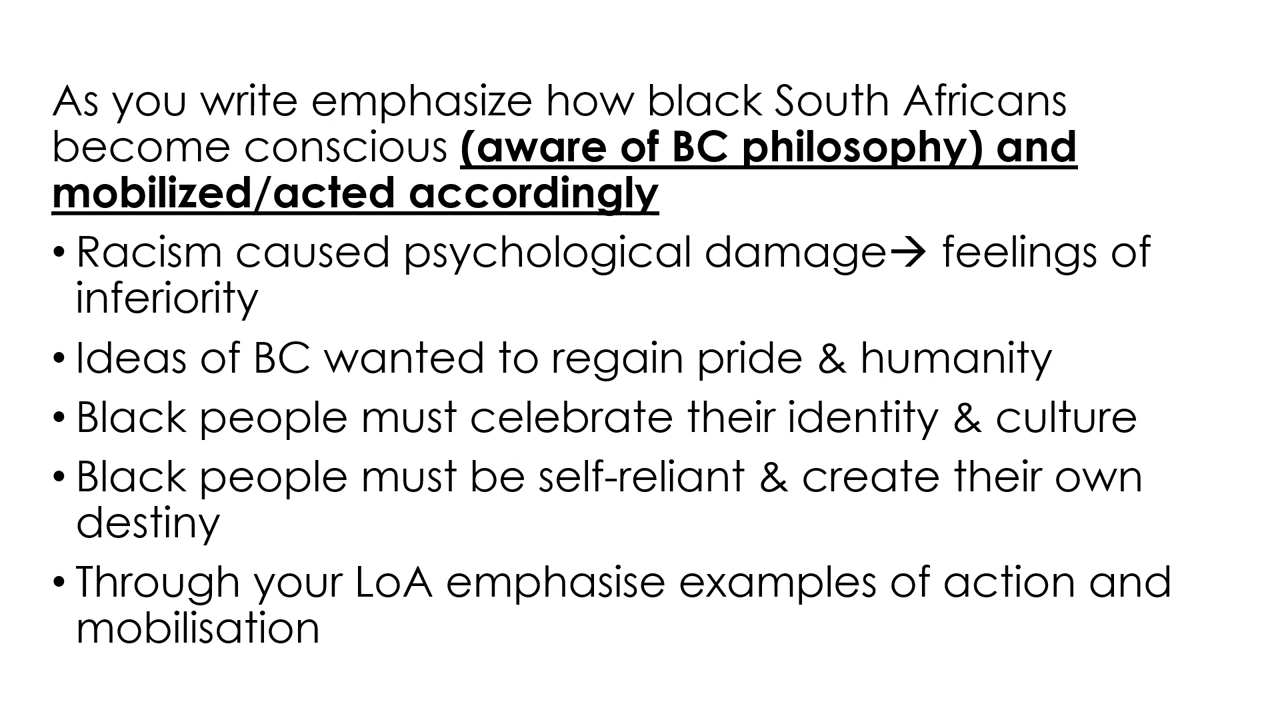 As you write emphasize how black South Africans
become conscious (aware of BC philosophy) and
mobilized/acted accordingly
• Racism caused psychological damage→ feelings of
inferiority
• Ideas of BC wanted to regain pride & humanity
• Black people must celebrate their identity & culture
• Black people must be self-reliant & create their own
destiny
• Through your LoA emphasise examples of action and
mobilisation